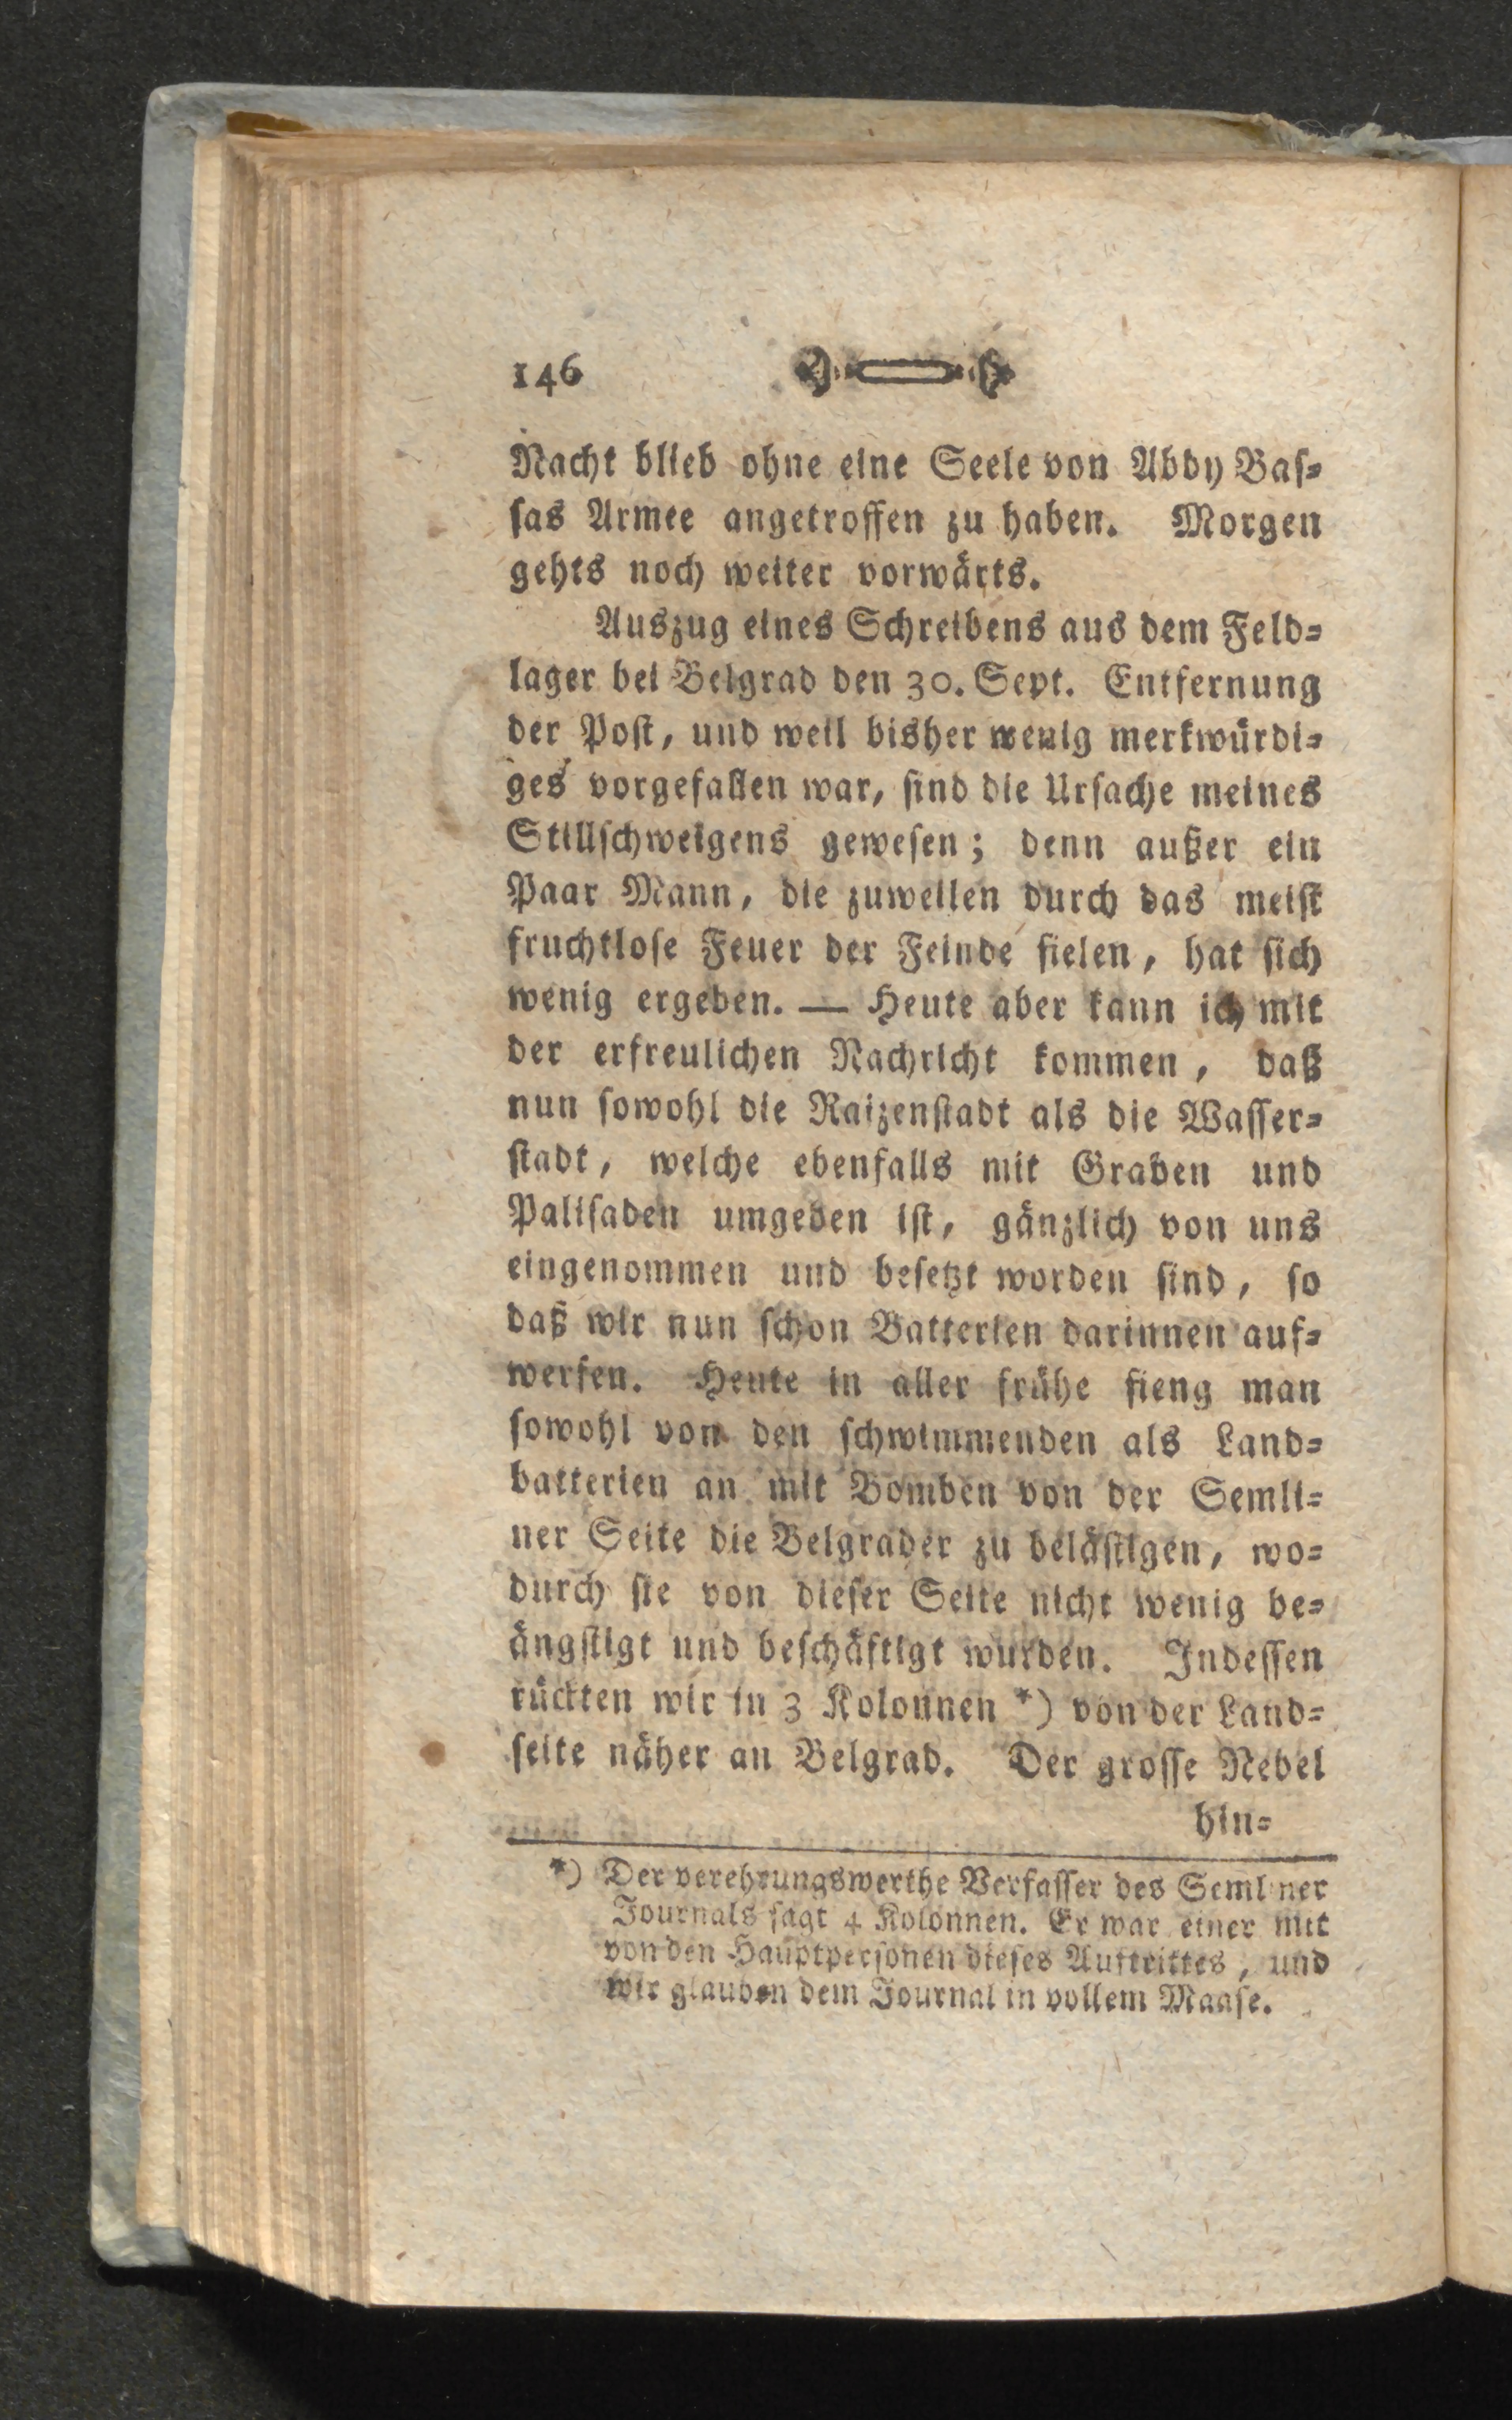 146
Nacht blieb ohne eine Seele von Abdy Baſ-
ſas Armee angetroffen zu haben. Morgen
gehts noch weiter vorwärts.
Auszug eines Schreibens aus dem Feld-
lager bei Belgrad den 30. Sept. Entfernung
der Poſt, und weil bisher wenig merkwürdi-
ges vorgefallen war, ſind die Urſache meines
Stillſchweigens geweſen; denn außer ein
Paar Mann, die zuweilen durch das meiſt
fruchtloſe Feuer der Feinde fielen, hat ſich
wenig ergeben. — Heute aber kann ich mit
der erfreulichen Nachricht kommen, daß
nun ſowohl die Raizenſtadt als die Waſſer-
ſtadt, welche ebenfalls mit Graben und
Paliſaden umgeben iſt, gänzlich von uns
eingenommen und beſetzt worden ſind, ſo
daß wir nun ſchon Batterien darinnen auf-
werfen. Heute in aller frühe fieng man
ſowohl von den ſchwimmenden als Land-
batterien an mit Bomben von der Semli-
ner Seite die Belgrader zu beläſtigen, wo-
durch ſie von dieſer Seite nicht wenig be-
ängſtigt und beſchäftigt wurden. Indeſſen
rückten wir in 3 Kolonnen *) von der Land-
ſeite näher an Belgrad. Der groſſe Nebel
hin-
*) Der verehrungswerthe Verfaſſer des Semliner
Journals ſagt 4 Kolonnen. Er war einer mit
von den Hauptperſonen dieſes Auftrittes, und
wir glauben dem Journal in vollem Maaſe.